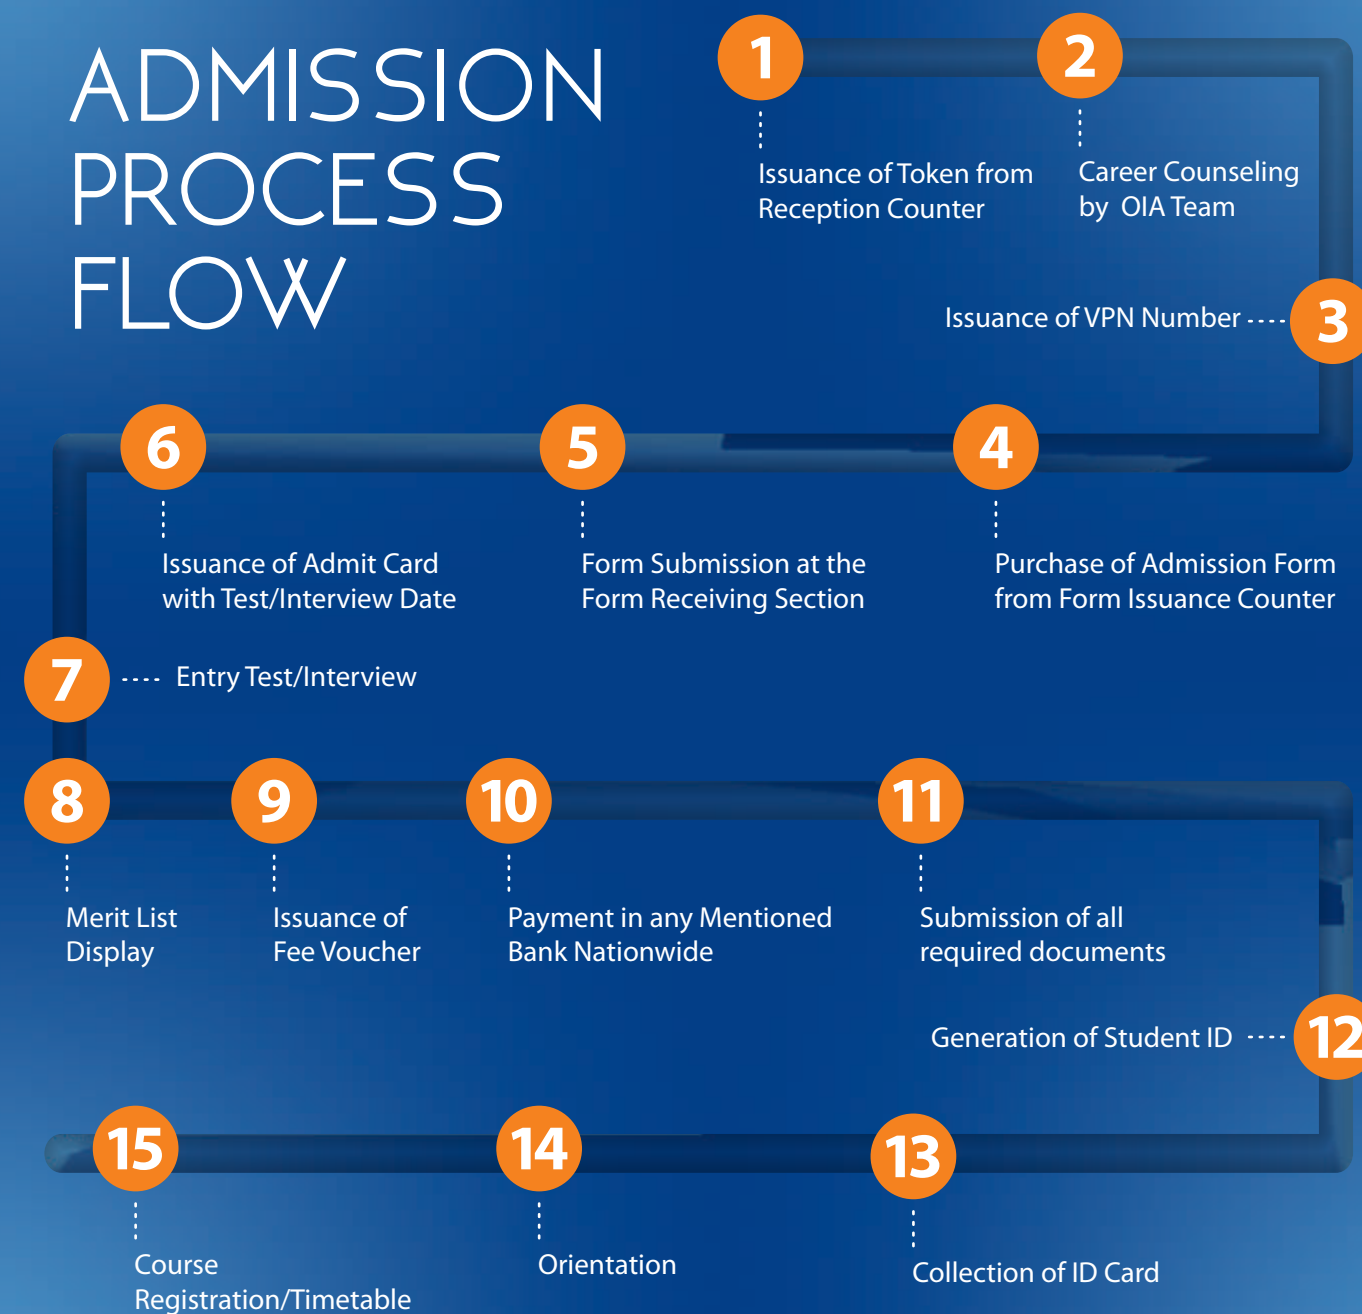 ADMISSION
PROCESS
FLOW
1
Issuance of Token from
Reception Counter
2
Career Counseling
by OIA Team
3
Issuance of VPN Number
4
Purchase of Admission Form
from Form Issuance Counter
5
Form Submission at the
Form Receiving Section
6
Issuance of Admit Card
with Test/Interview Date
7
Entry Test/Interview
8
Merit List
Display
9
Issuance of
Fee Voucher
10
Payment in any Mentioned
Bank Nationwide
11
Submission of all
required documents
12
Generation of Student ID
13
Collection of ID Card
14
Orientation
15
Course
Registration/Timetable